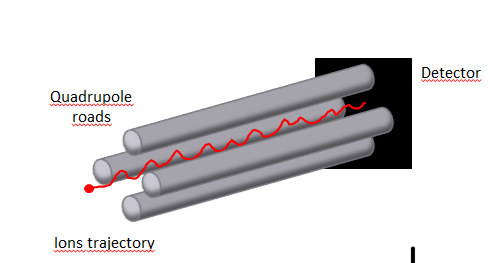 Detector
Quadrupole
roads
Ions trajectory